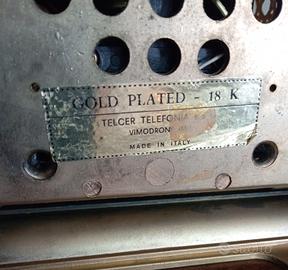 GOLD PLATED - 18 K
TELCER TELEFONIA
VIMODRONE
MADE IN ITALY